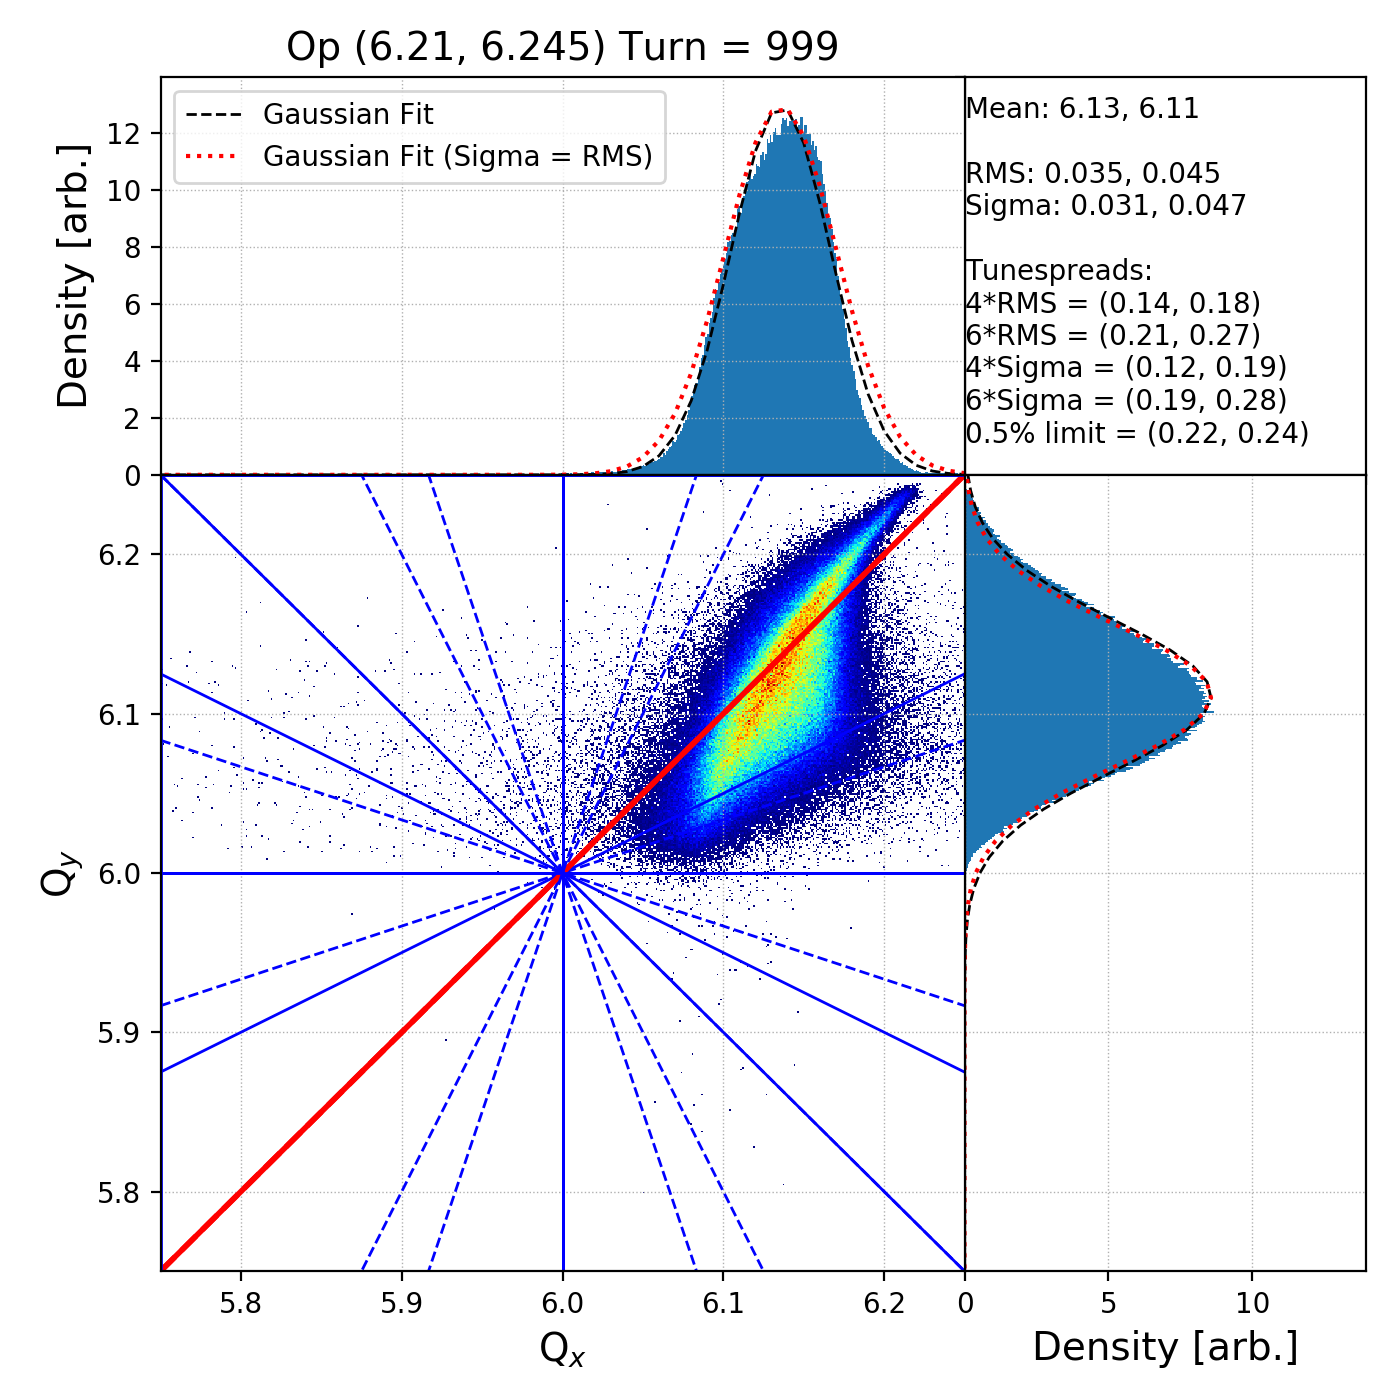 Op (6.21, 6.245) Turn = 999
Gaussian Fit
Gaussian Fit (Sigma = RMS)
Density [arb.]
12
10
8
6
4
2
0
Mean: 6.13, 6.11
RMS: 0.035, 0.045
Sigma: 0.031, 0.047
Tunespreads:
4*RMS = (0.14, 0.18)
6*RMS = (0.21, 0.27)
4*Sigma = (0.12, 0.19)
6*Sigma = (0.19, 0.28)
0.5% limit = (0.22, 0.24)
Qy
6.2
6.1
6.0
5.9
5.8
5.8 5.9 6.0 6.1 6.2
Qx
0 5 10
Density [arb.]